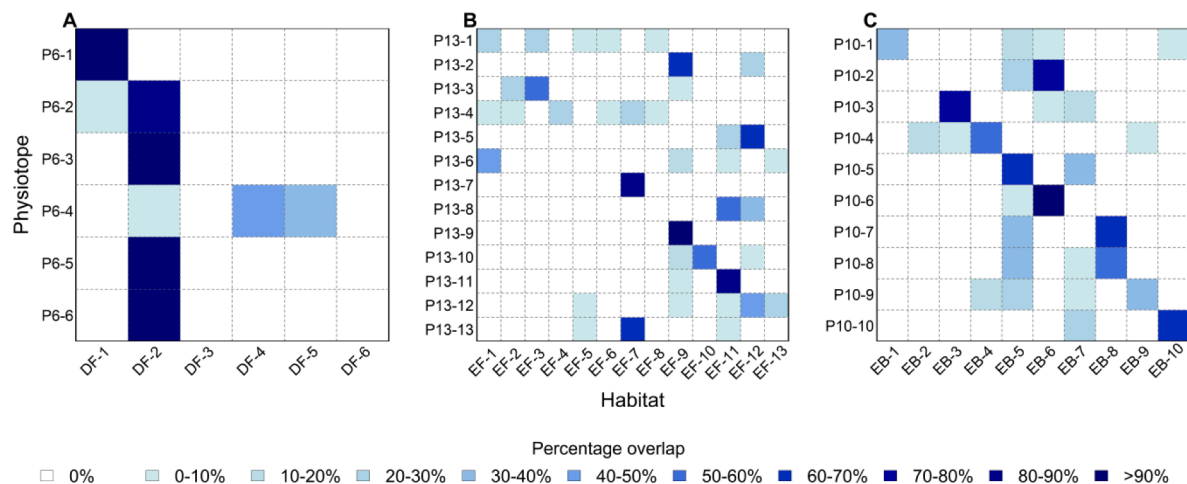 A
B
C
Physiotope
P6-1
P6-2
P6-3
P6-4
P6-5
P6-6
DF-1
DF-2
DF-3
DF-4
DF-5
DF-6
P13-1
P13-2
P13-3
P13-4
P13-5
P13-6
P13-7
P13-8
P13-9
P13-10
P13-11
P13-12
P13-13
EF-1
EF-2
EF-3
EF-4
EF-5
EF-6
EF-7
EF-8
EF-9
EF-10
EF-11
EF-12
EF-13
P10-1
P10-2
P10-3
P10-4
P10-5
P10-6
P10-7
P10-8
P10-9
P10-10
EB-1
EB-2
EB-3
EB-4
EB-5
EB-6
EB-7
EB-8
EB-9
EB-10
Habitat
Percentage overlap
0%
0-10%
10-20%
20-30%
30-40%
40-50%
50-60%
60-70%
70-80%
80-90%
>90%